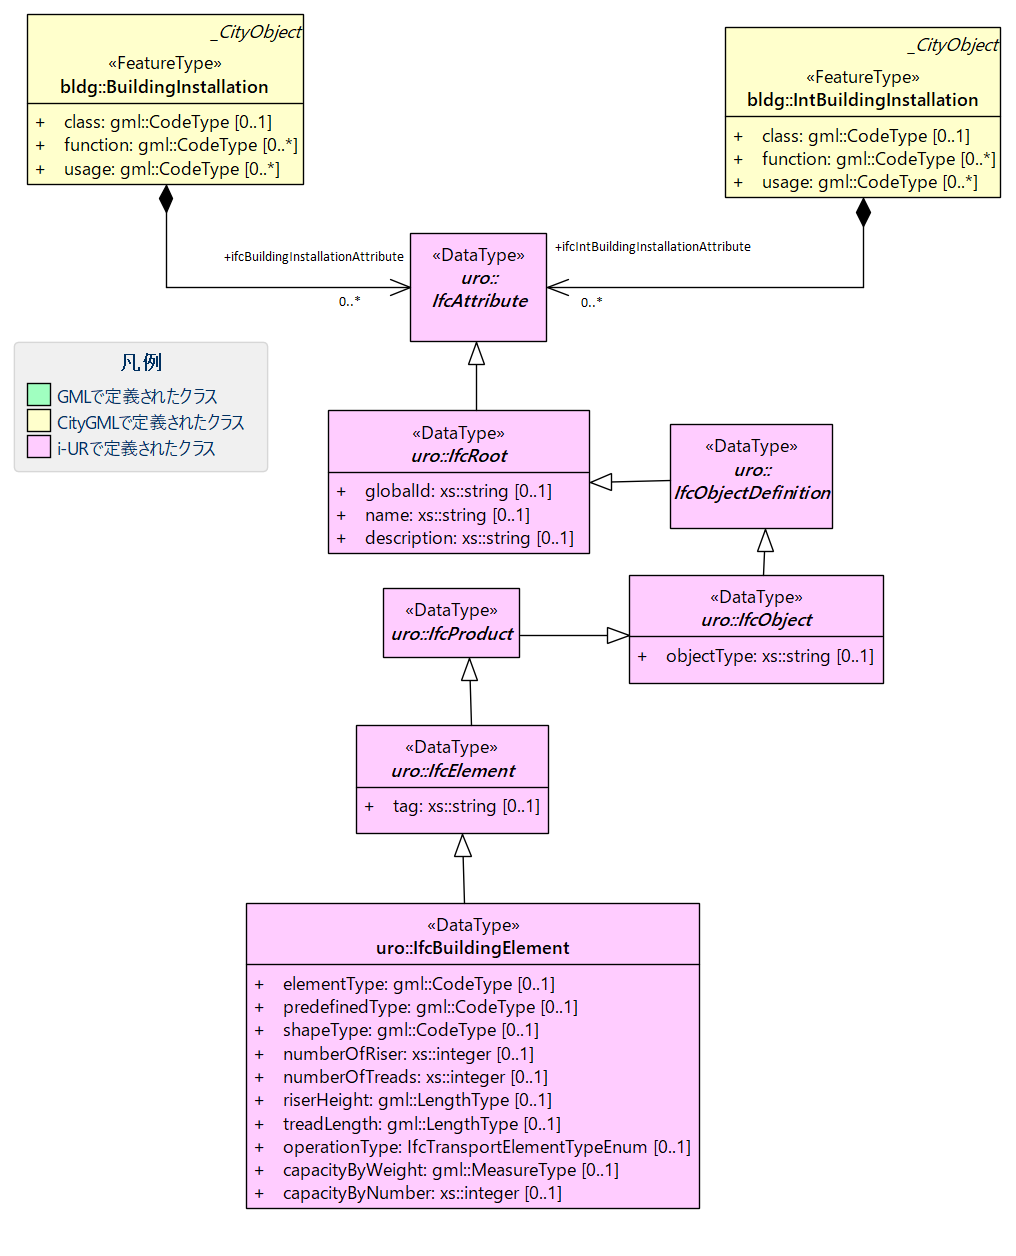 _CityObject
«FeatureType»
bldg::BuildingInstallation
+ class: gml::CodeType [0..1]
+ function: gml::CodeType [0..*]
+ usage: gml::CodeType [0..*]
_CityObject
«FeatureType»
bldg::IntBuildingInstallation
+ class: gml::CodeType [0..1]
+ function: gml::CodeType [0..*]
+ usage: gml::CodeType [0..*]
+ifcBuildingInstallationAttribute
0..*
«DataType»
uro::
IfcAttribute
+ifcIntBuildingInstallationAttribute
0..*
凡例
GMLで定義されたクラス
CityGMLで定義されたクラス
i-URで定義されたクラス
«DataType»
uro::IfcRoot
+ globalId: xs::string [0..1]
+ name: xs::string [0..1]
+ description: xs::string [0..1]
«DataType»
uro::
IfcObjectDefinition
«DataType»
uro::IfcProduct
«DataType»
uro::IfcObject
+ objectType: xs::string [0..1]
«DataType»
uro::IfcElement
+ tag: xs::string [0..1]
«DataType»
uro::IfcBuildingElement
+ elementType: gml::CodeType [0..1]
+ predefinedType: gml::CodeType [0..1]
+ shapeType: gml::CodeType [0..1]
+ numberOfRiser: xs::integer [0..1]
+ numberOfTreads: xs::integer [0..1]
+ riserHeight: gml::LengthType [0..1]
+ treadLength: gml::LengthType [0..1]
+ operationType: IfcTransportElementTypeEnum [0..1]
+ capacityByWeight: gml::MeasureType [0..1]
+ capacityByNumber: xs::integer [0..1]